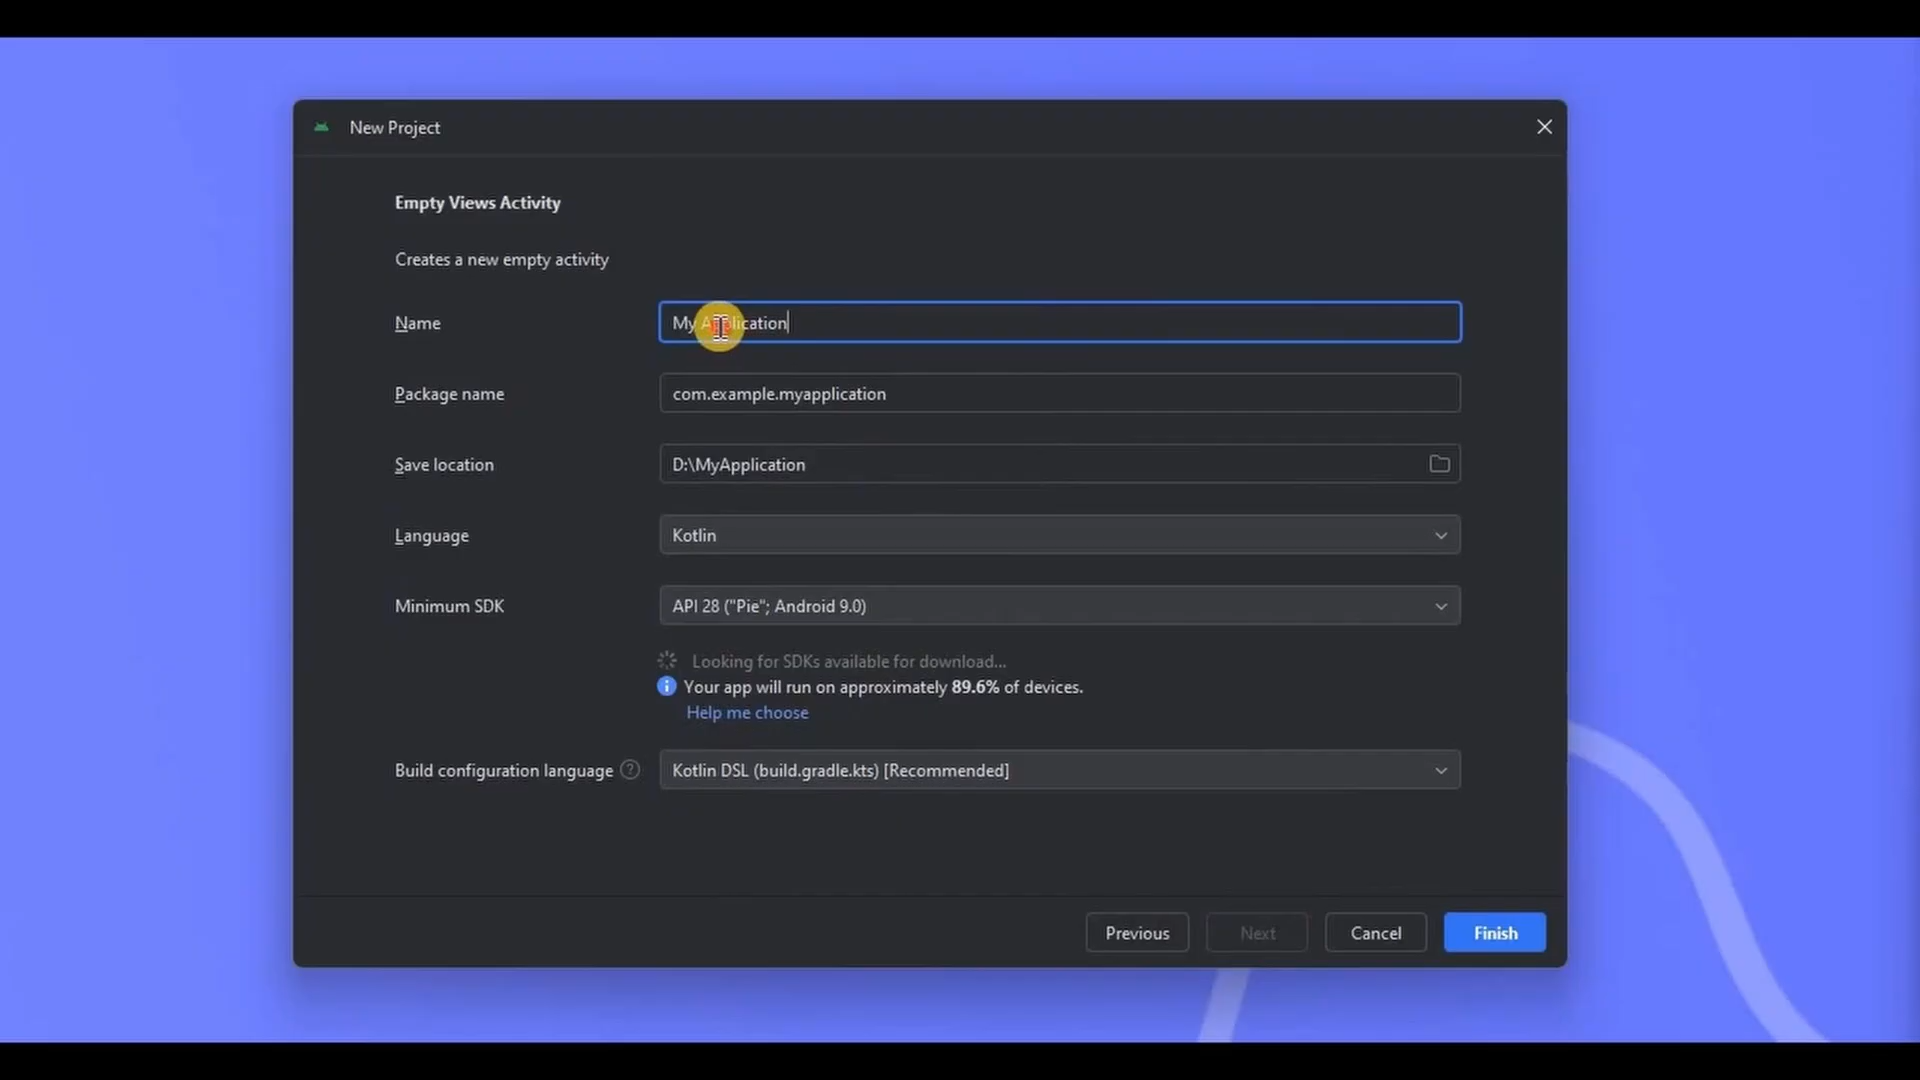 New Project
Empty Views Activity
Creates a new empty activity
Name
My Application
Package name
com.example.myapplication
Save location
D:\MyApplication
Language
Kotlin
Minimum SDK
API 28 ("Pie"; Android 9.0)
Looking for SDKs available for download...
Your app will run on approximately 89.6% of devices.
Help me choose
Build configuration language
Kotlin DSL (build.gradle.kts) [Recommended]
Previous
Next
Cancel
Finish